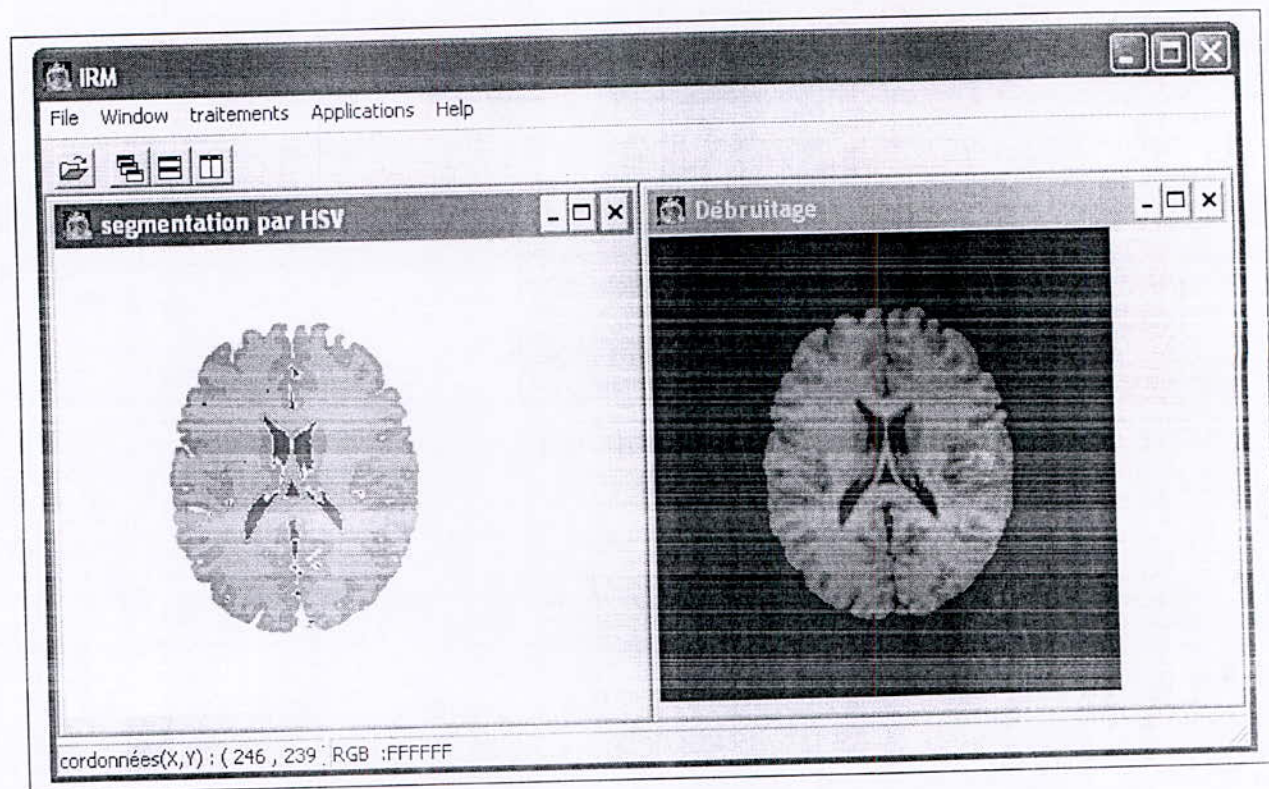 IRM
File Window traitements Applications Help
segmentation par HSV
Débruitage
cordonnées(X,Y) : ( 246 , 239 RGB :FFFFFF